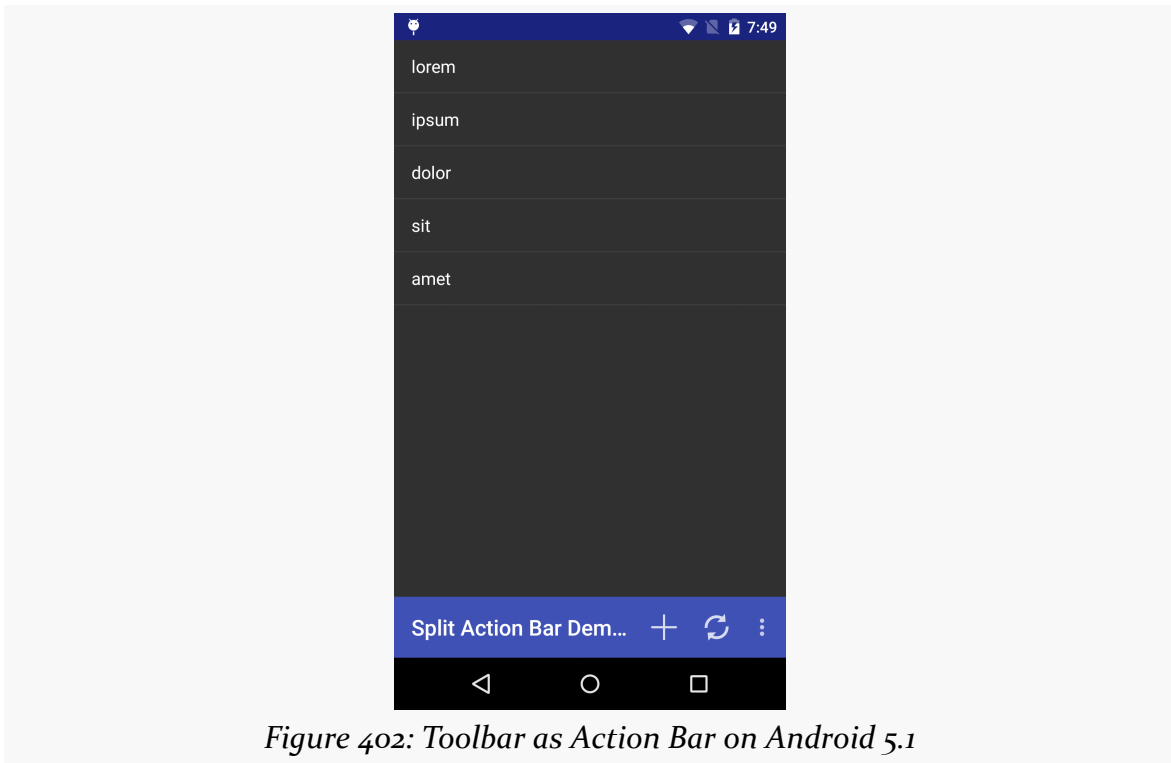 7:49
lorem
ipsum
dolor
sit
amet
Split Action Bar Dem...
Figure 402: Toolbar as Action Bar on Android 5.1